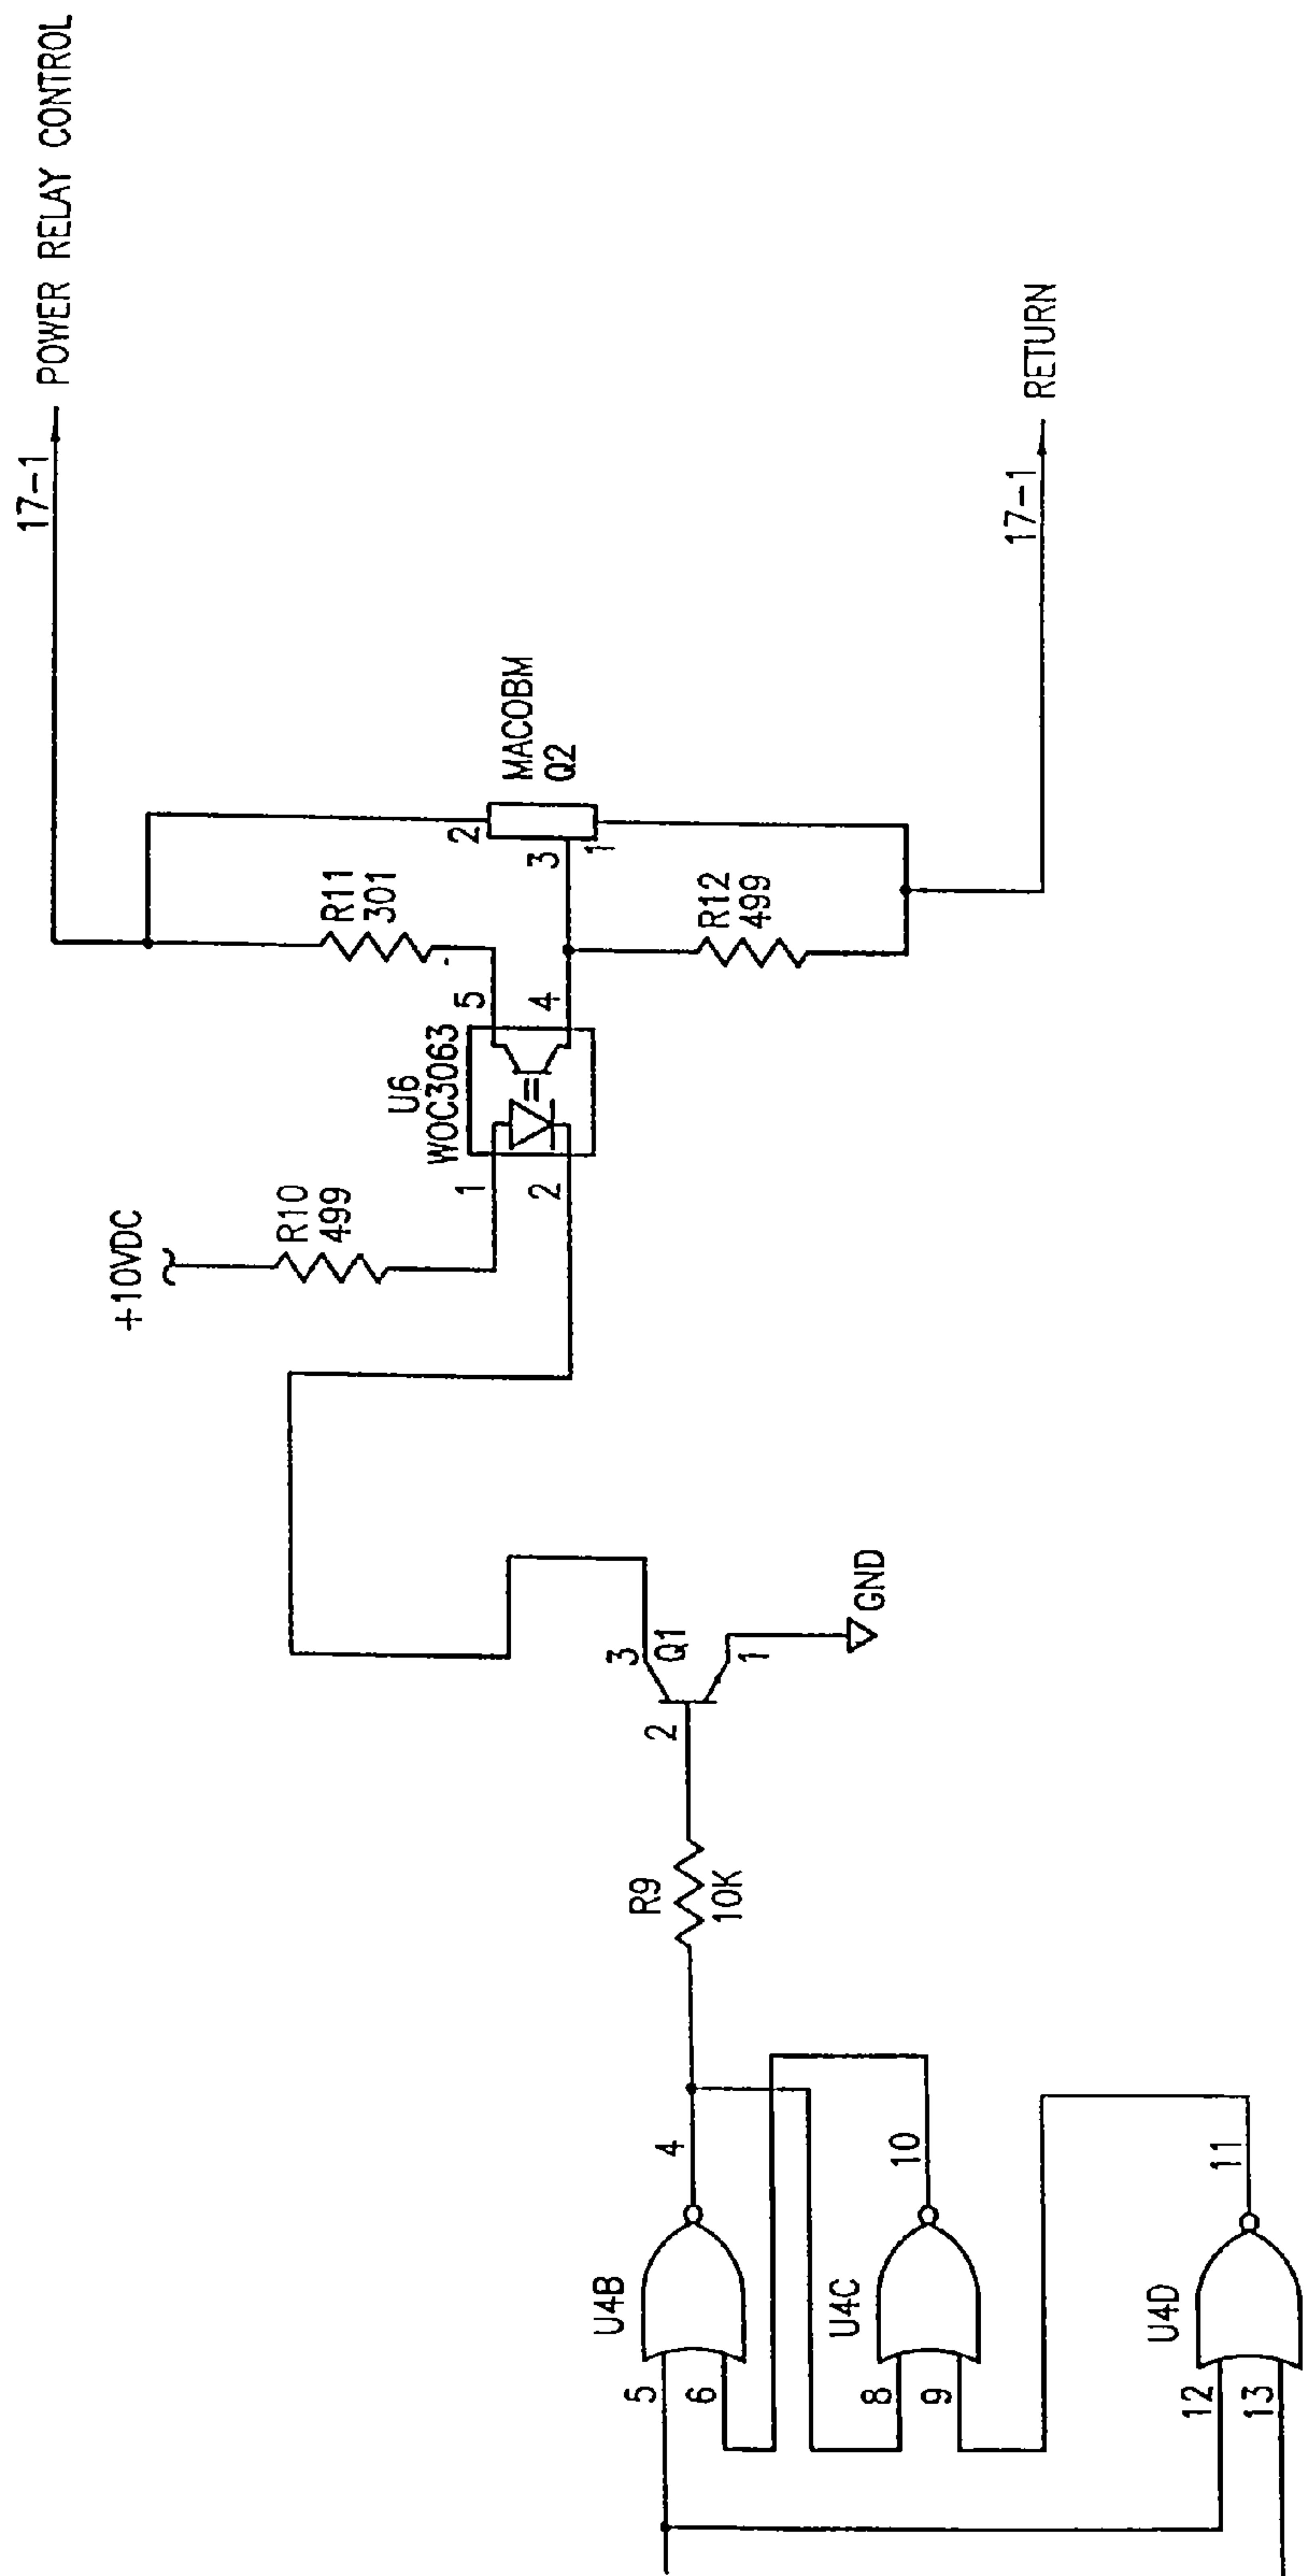 17-1
POWER RELAY CONTROL
+10VDC
R10
499
R11
301
U6
WOC3063
1
2
5
4
MACOBM
Q2
2
3
1
R12
499
17-1
RETURN
U4B
5
6
4
R9
10K
2
3
Q1
1
GND
U4C
8
9
10
U4D
12
13
11